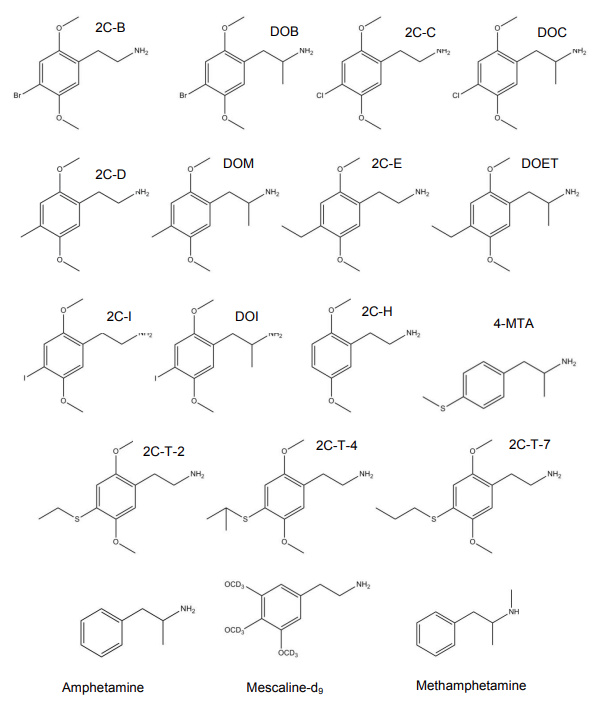 2C-B DOB 2C-C DOC
O O O O
NH₂ NH₂ NH₂ NH₂
Br Br Cl Cl
O O O O
2C-D DOM 2C-E DOET
O O O O
NH₂ NH₂ NH₂ NH₂
O O O O
2C-I DOI 2C-H 4-MTA
O O O
NH₂ NH₂
I I S
O O O
2C-T-2 2C-T-4 2C-T-7
O O O
NH₂ NH₂ NH₂
S S S
O O O
OCD₃ NH₂
NH₂ NH
OCD₃
OCD₃
Amphetamine Mescaline-d₉ Methamphetamine